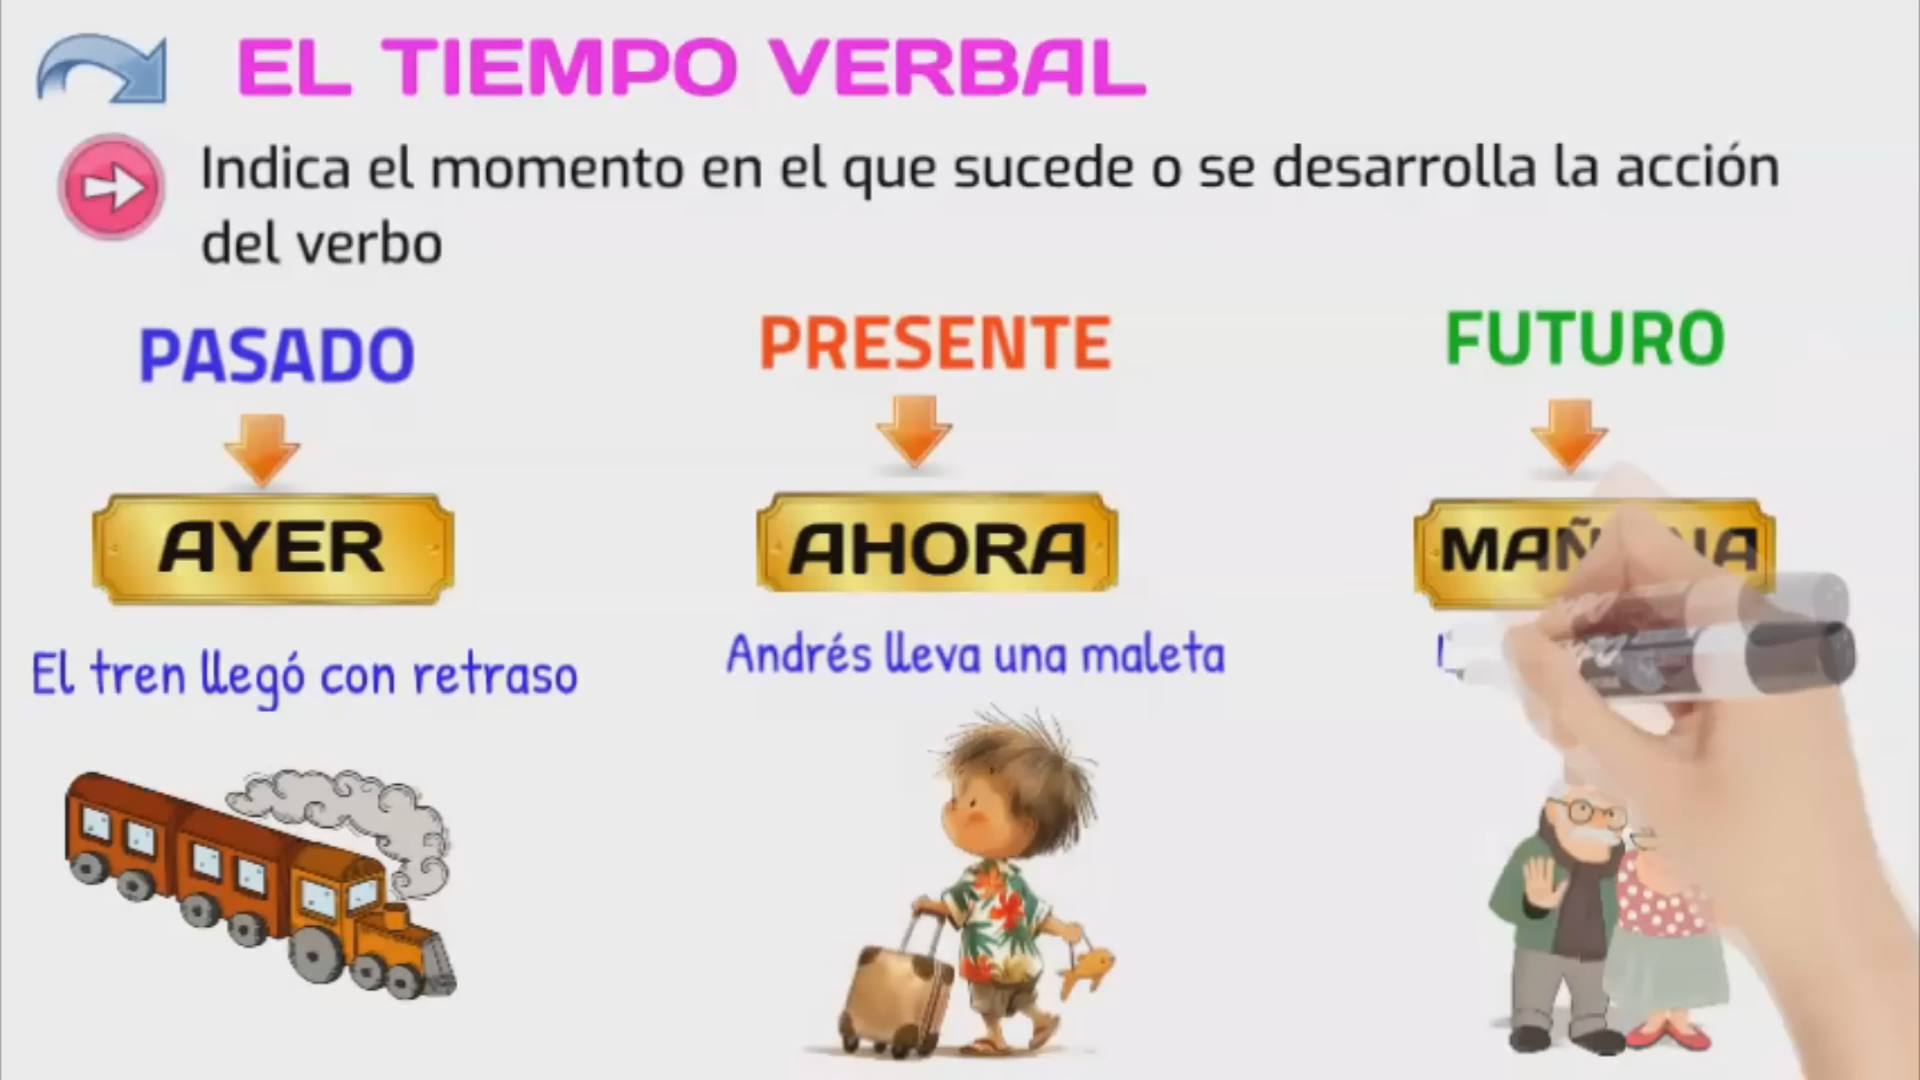 EL TIEMPO VERBAL
Indica el momento en el que sucede o se desarrolla la acción
del verbo
PASADO
PRESENTE
FUTURO
AYER
AHORA
MAÑANA
El tren llegó con retraso
Andrés lleva una maleta